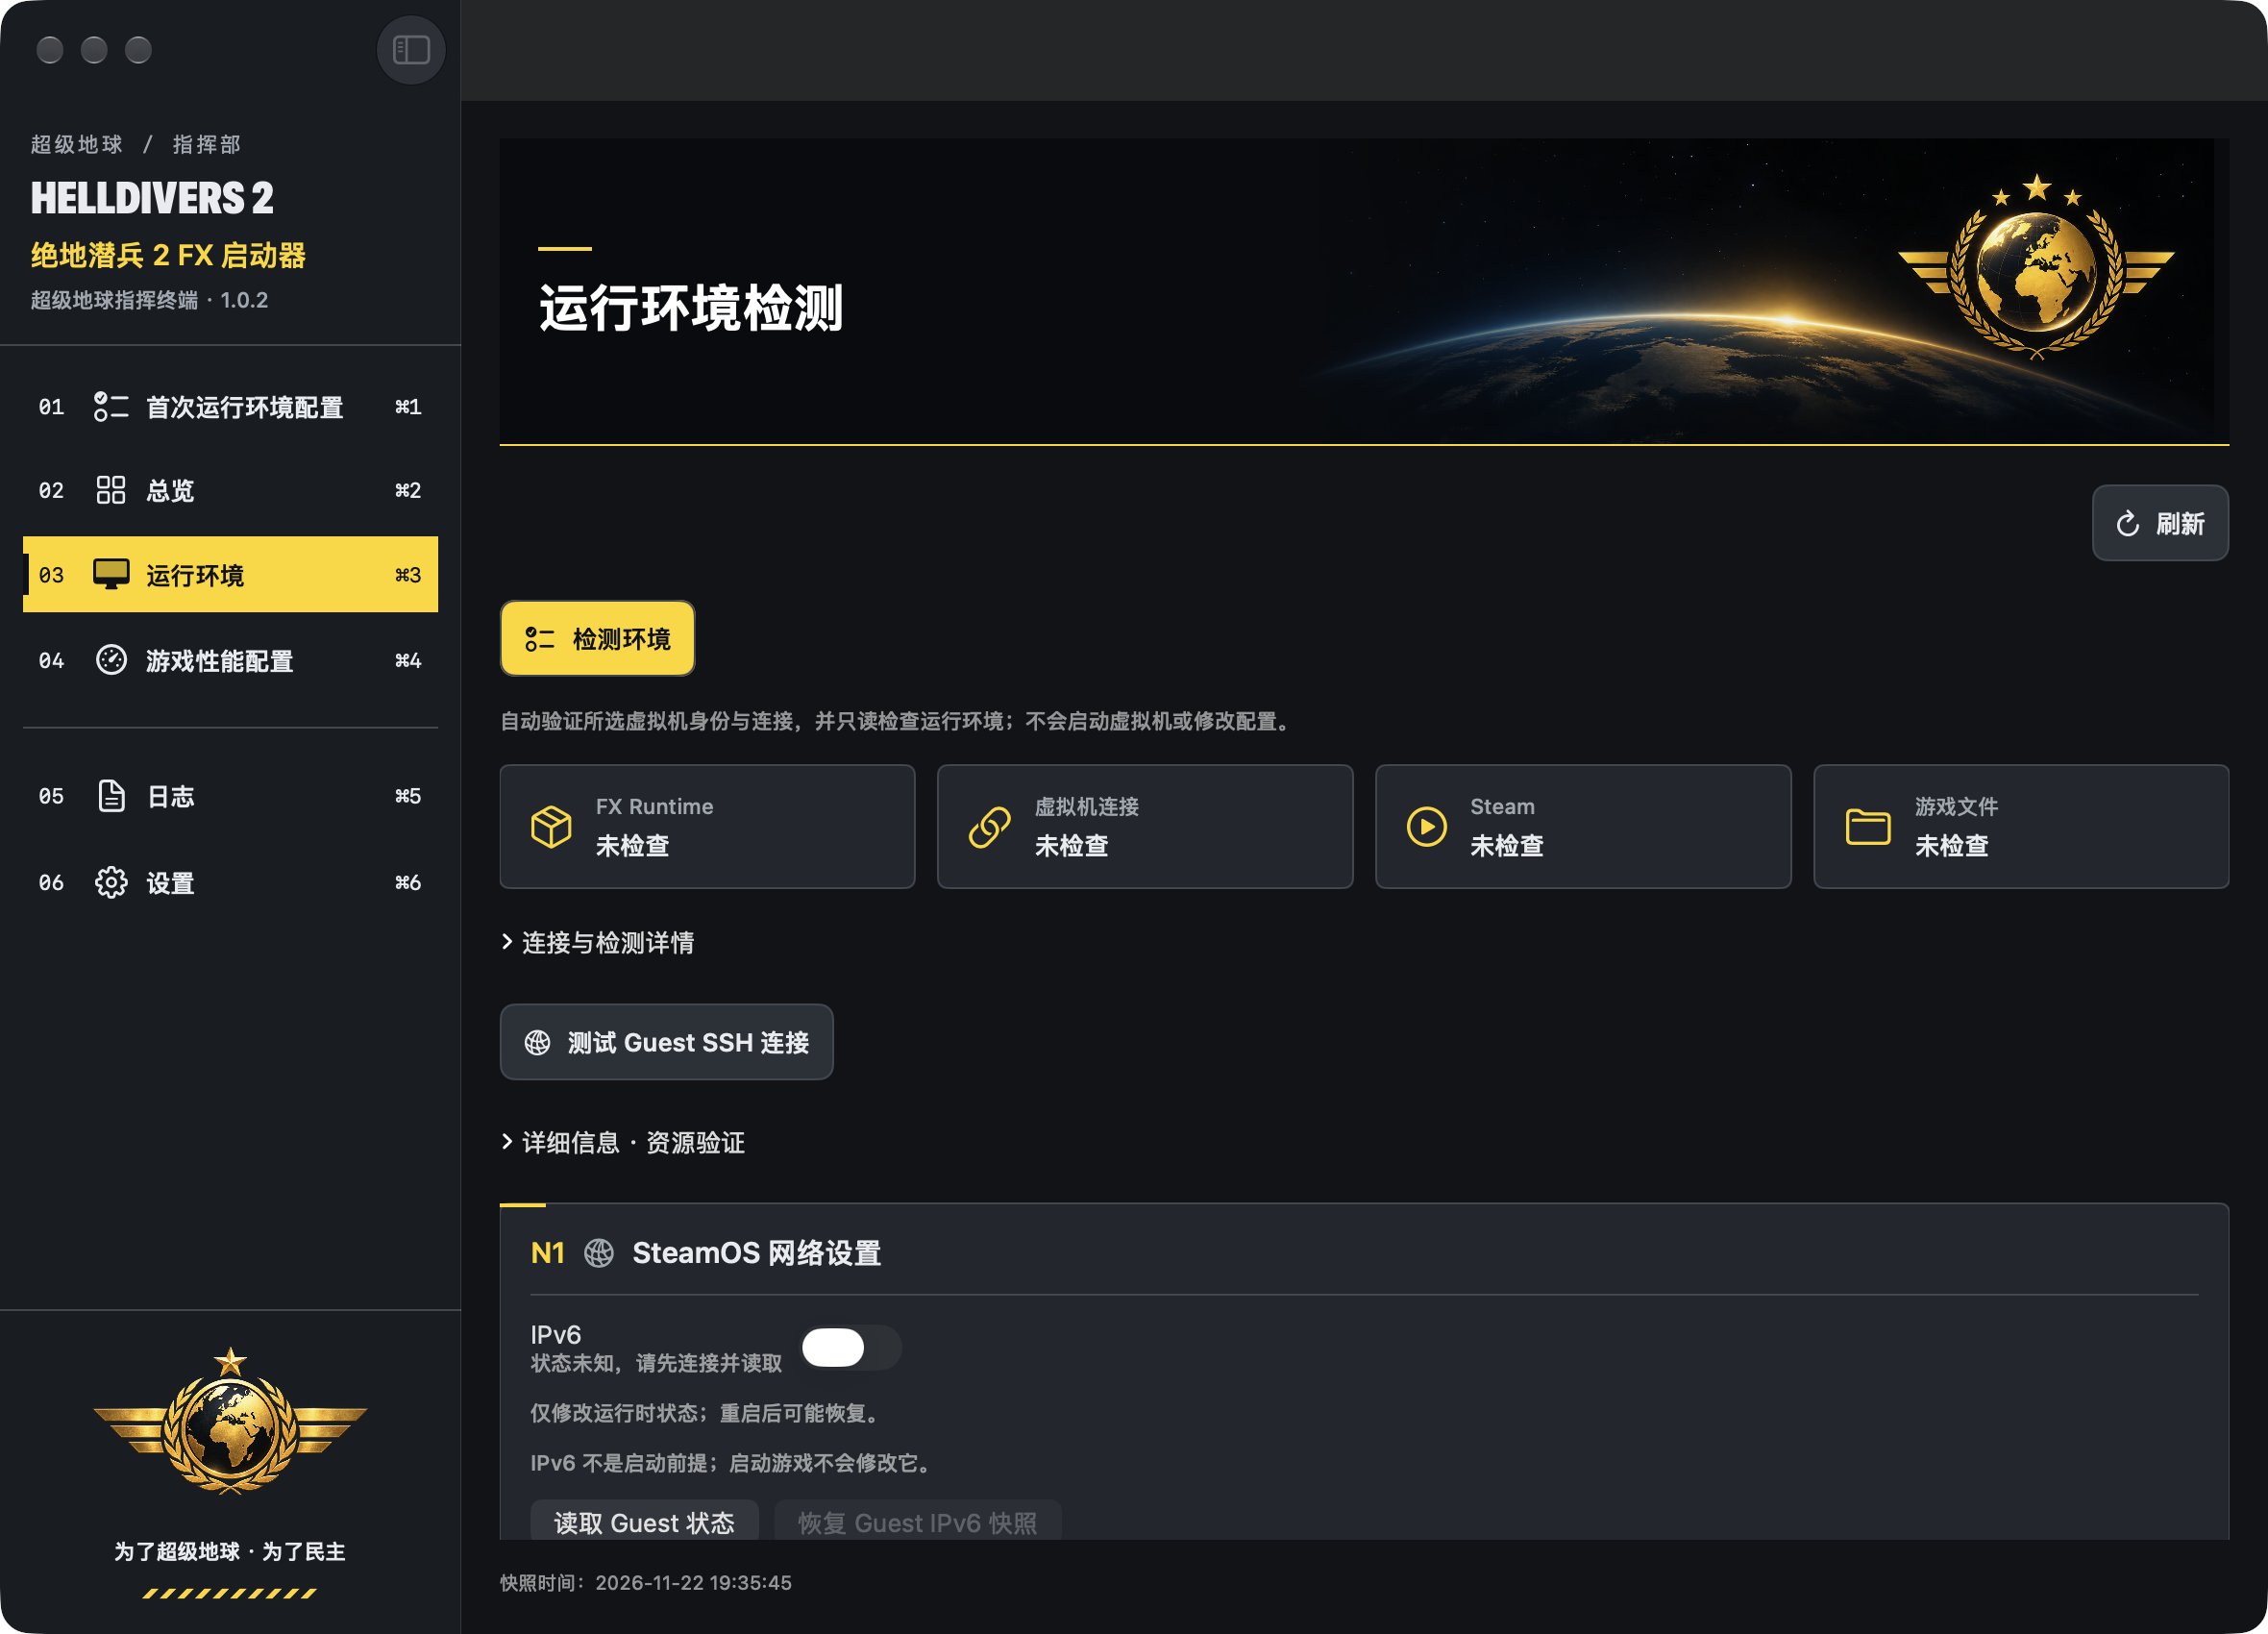 超级地球 / 指挥部
HELLDIVERS 2
绝地潜兵 2 FX 启动器
超级地球指挥终端 · 1.0.2
01 首次运行环境配置 ⌘1
02 总览 ⌘2
03 运行环境 ⌘3
04 游戏性能配置 ⌘4
05 日志 ⌘5
06 设置 ⌘6
为了超级地球 · 为了民主
运行环境检测
刷新
检测环境
自动验证所选虚拟机身份与连接，并只读检查运行环境；不会启动虚拟机或修改配置。
FX Runtime
未检查
虚拟机连接
未检查
Steam
未检查
游戏文件
未检查
连接与检测详情
测试 Guest SSH 连接
详细信息 · 资源验证
N1 SteamOS 网络设置
IPv6
状态未知，请先连接并读取
仅修改运行时状态；重启后可能恢复。
IPv6 不是启动前提；启动游戏不会修改它。
读取 Guest 状态 恢复 Guest IPv6 快照
快照时间：2026-11-22 19:35:45